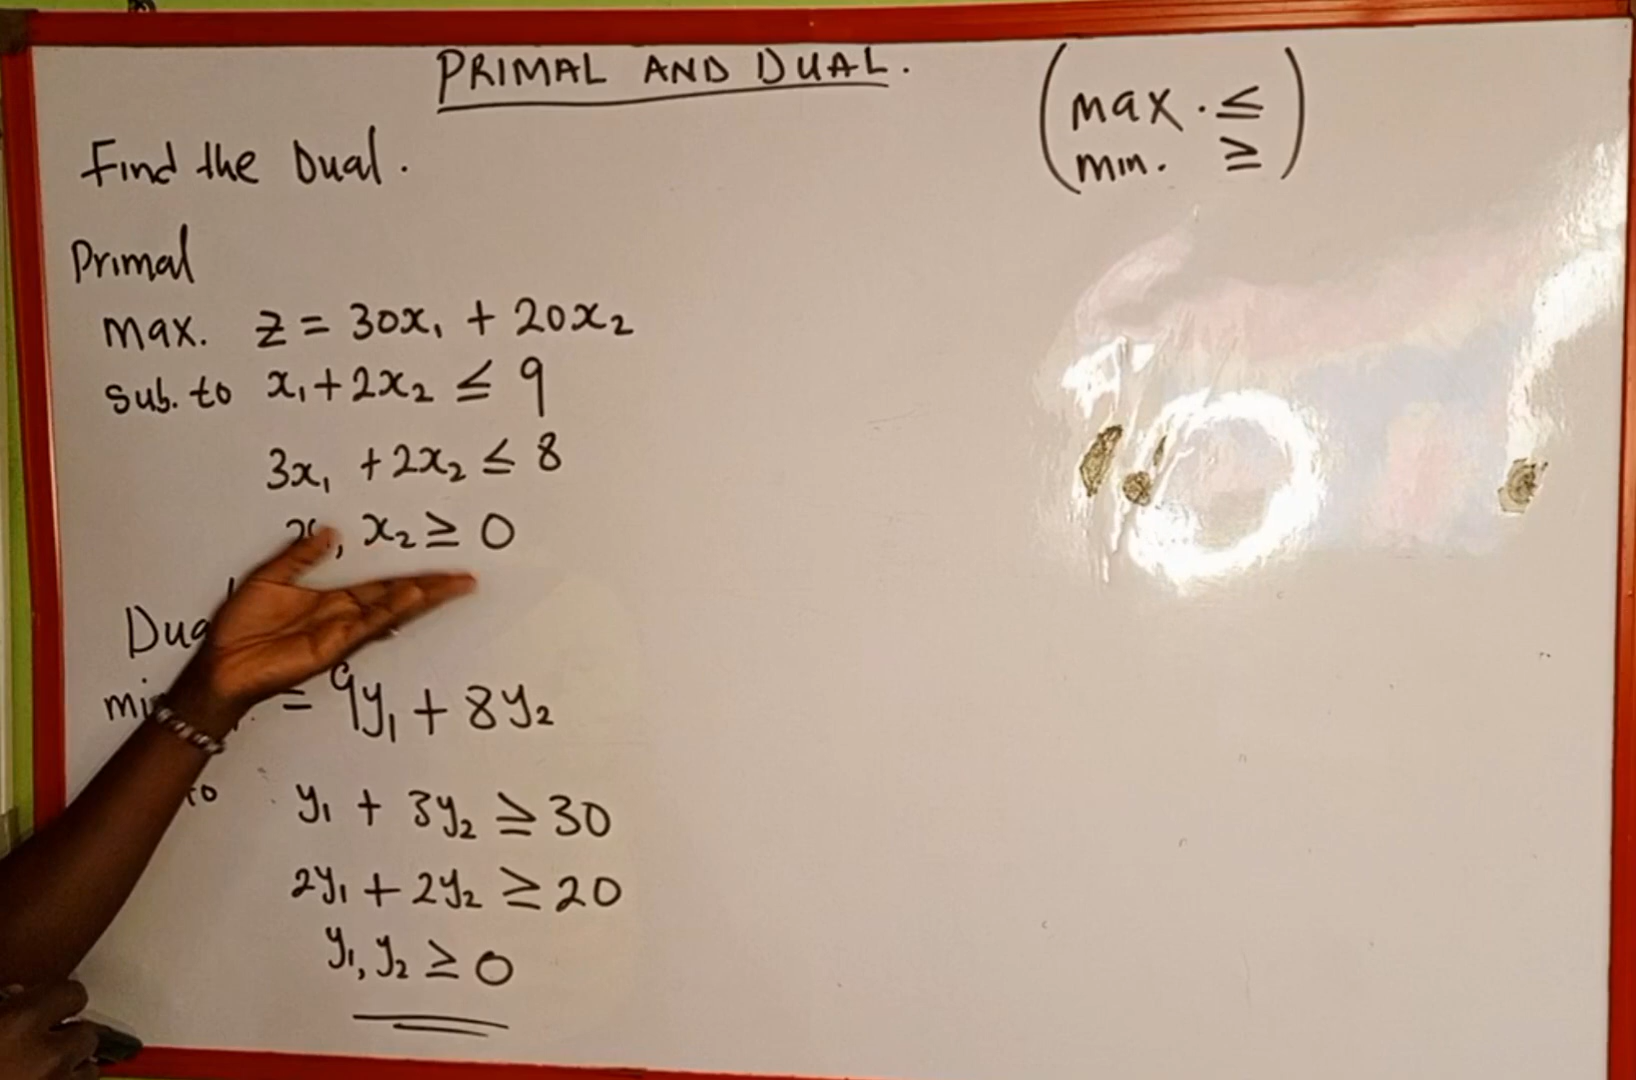 PRIMAL AND DUAL.
(max. ≤
min. ≥)
Find the Dual.
Primal
max. z = 30x₁ + 20x₂
sub. to x₁ + 2x₂ ≤ 9
3x₁ + 2x₂ ≤ 8
, x₂ ≥ 0
= 9y₁ + 8y₂
to y₁ + 3y₂ ≥ 30
2y₁ + 2y₂ ≥ 20
y₁, y₂ ≥ 0